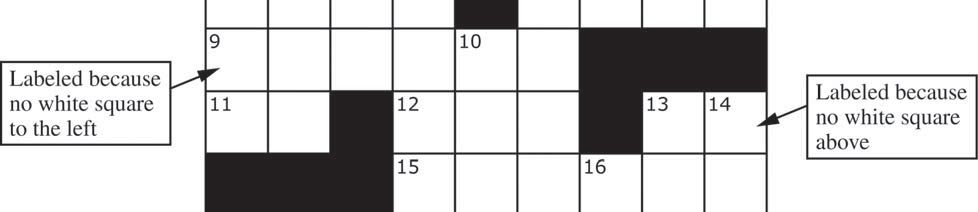 9
10
Labeled because
no white square
to the left
11
12
13
14
Labeled because
no white square
above
15
16